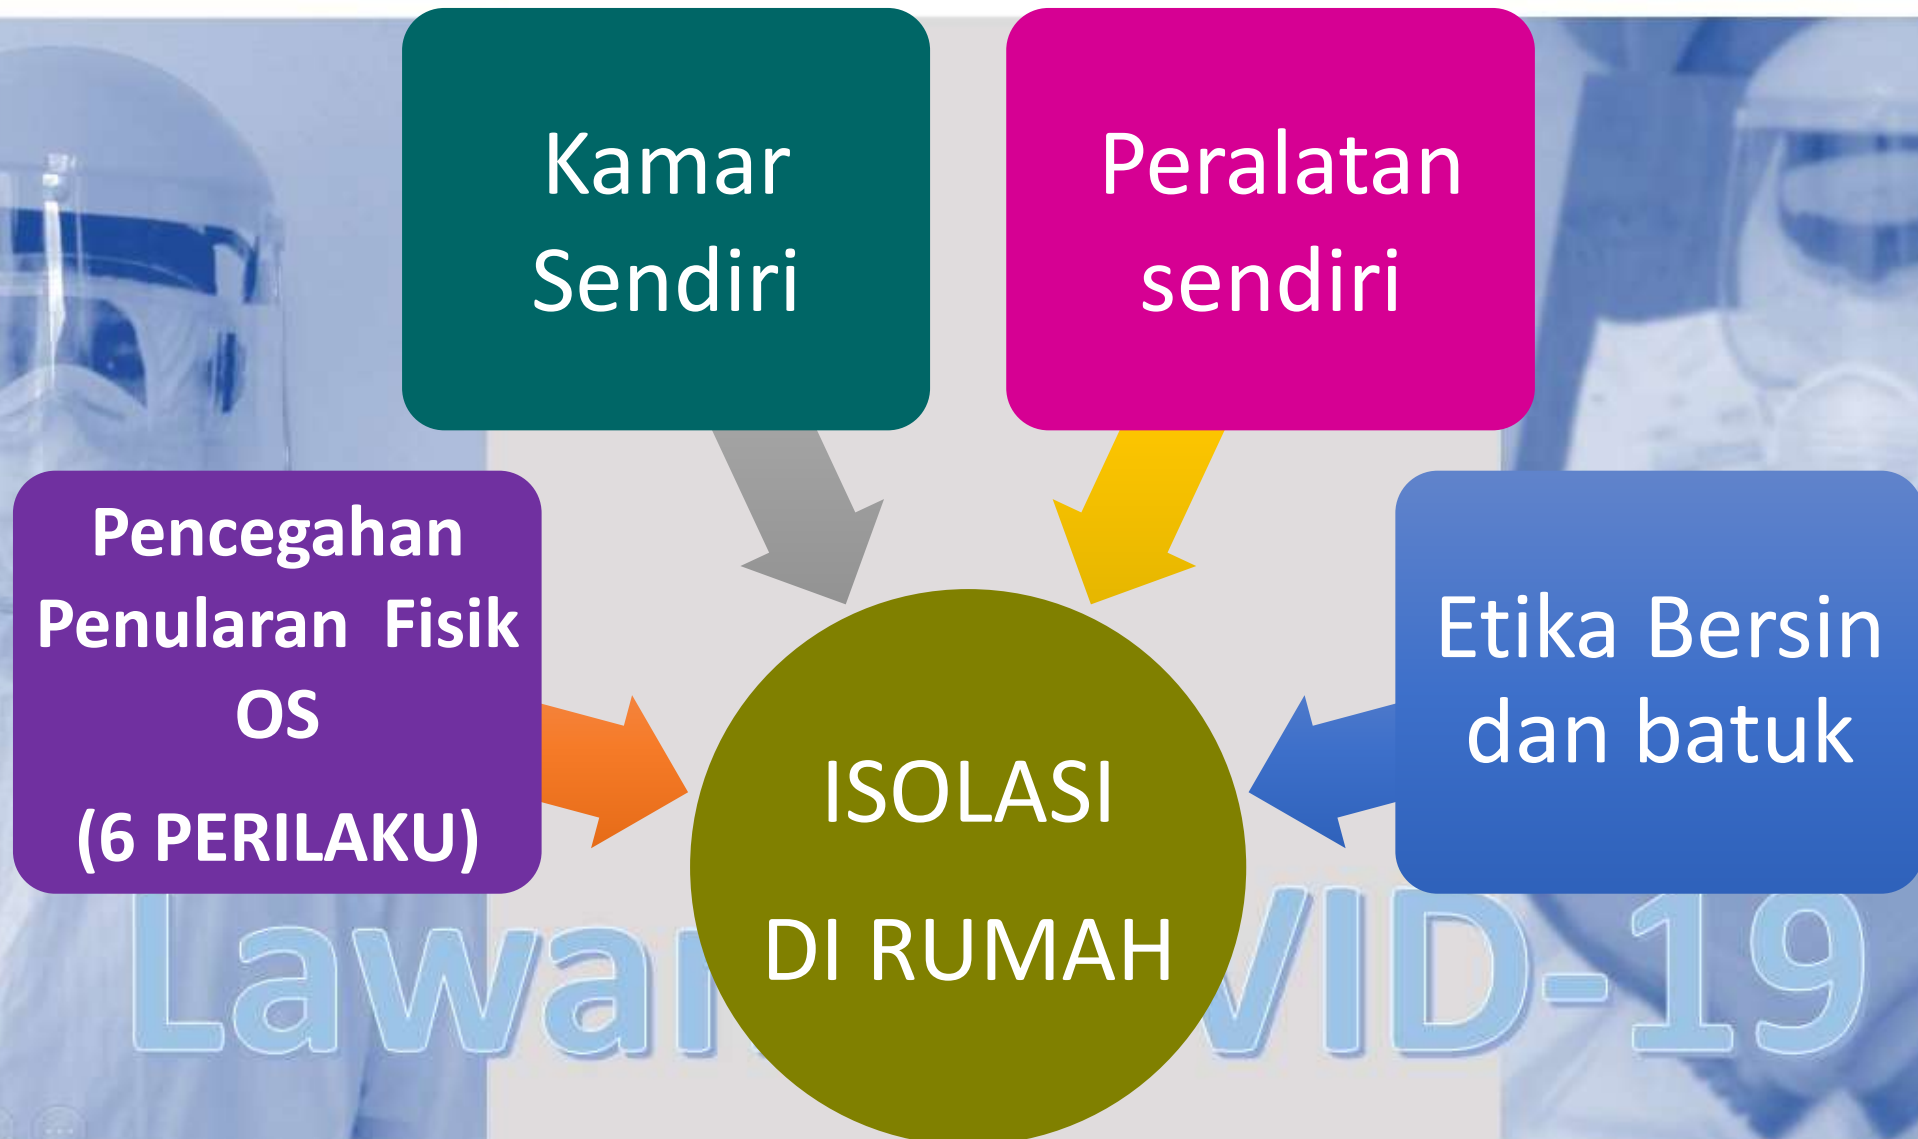 Kamar
Sendiri
Peralatan
sendiri
Pencegahan
Penularan Fisik
OS
(6 PERILAKU)
Etika Bersin
dan batuk
ISOLASI
DI RUMAH
Lawan VID-19